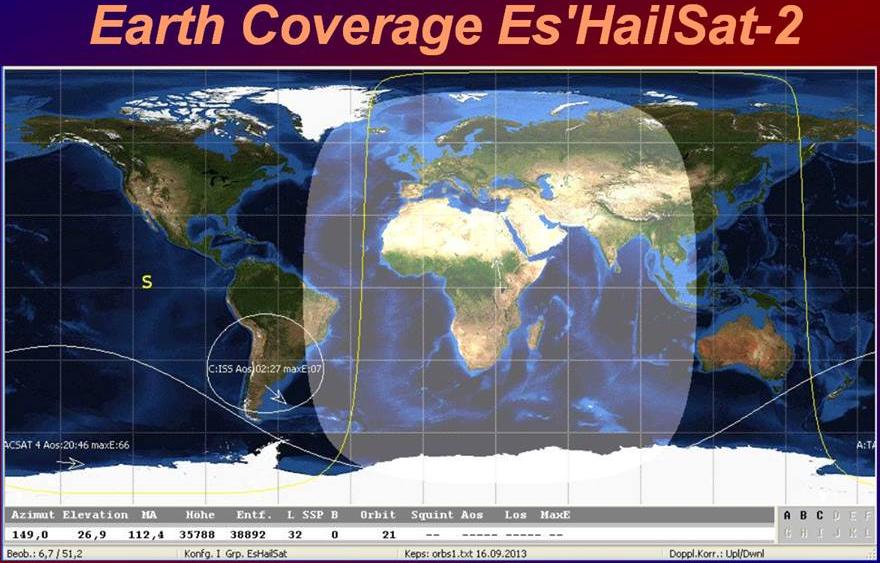 Earth Coverage Es'HailSat-2
S
C:ISS Aos:02:27 maxE:07
ACSAT 4 Aos:20:46 maxE:66
A:TA
Azimut Elevation MA Höhe Entf. L SSP B Orbit Squint Aos Los MaxE
149,0 26,9 112,4 35788 38892 32 0 21 -- ----- ----- --
A B C D E F
G H I J K L
Beob.: 6,7 / 51,2 Konfg. I Grp. EsHailSat Keps: orbs1.txt 16.09.2013 Doppl.Korr.: Upl/Dwnl